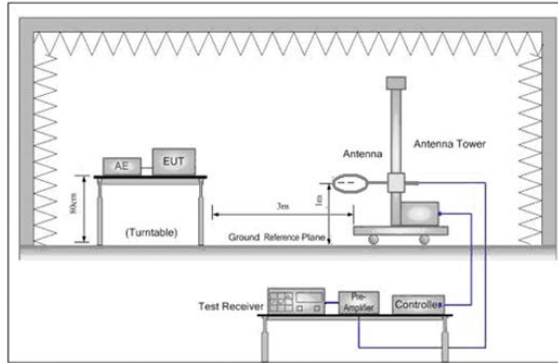 Antenna Tower
Antenna
EUT
AE
80cm
1m
3m
(Turntable)
Ground Reference Plane
Test Receiver
Pre-
Amplifier
Controller